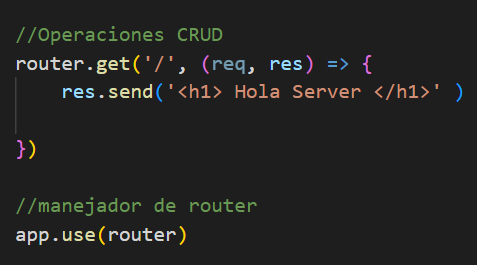 //Operaciones CRUD
router.get('/', (req, res) => {
    res.send('<h1> Hola Server </h1>' )

})

//manejador de router
app.use(router)